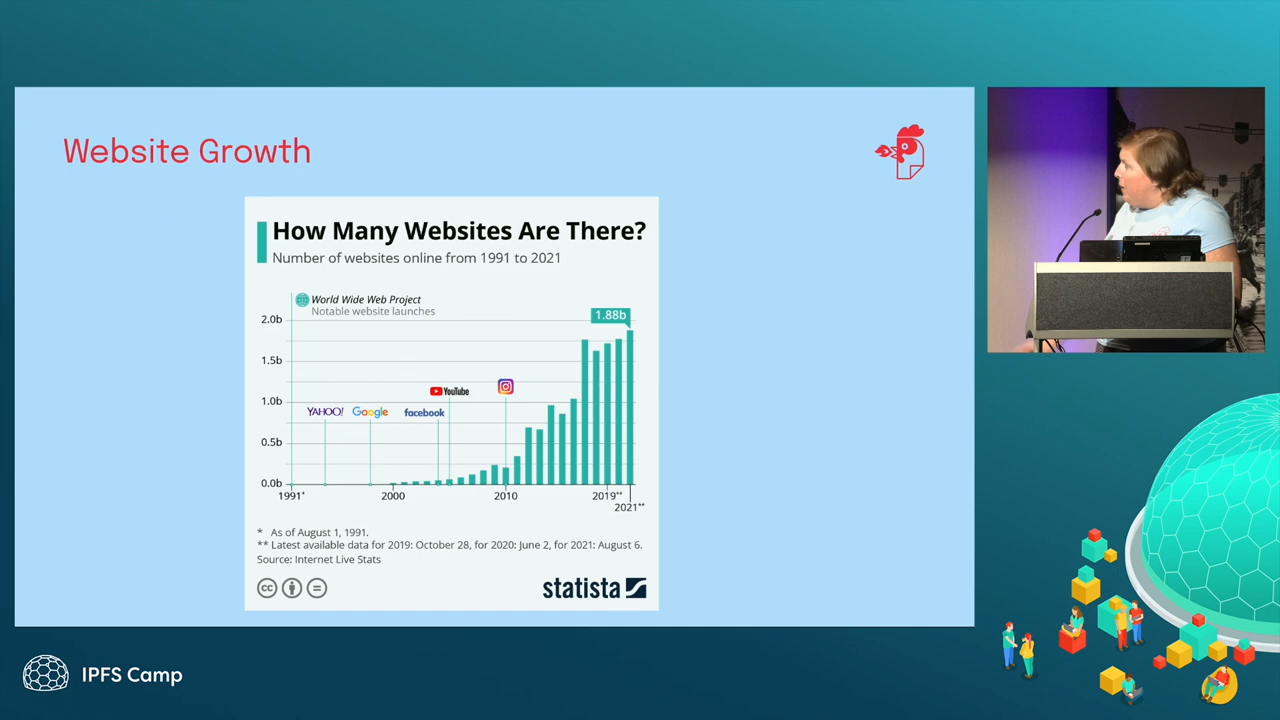 Website Growth
How Many Websites Are There?
Number of websites online from 1991 to 2021
World Wide Web Project
Notable website launches
2.0b
1.88b
1.5b
YouTube
1.0b
YAHOO!
Google
facebook
0.5b
0.0b
1991*
2000
2010
2019**
2021**
* As of August 1, 1991.
** Latest available data for 2019: October 28, for 2020: June 2, for 2021: August 6.
Source: Internet Live Stats
cc
=
statista
IPFS Camp